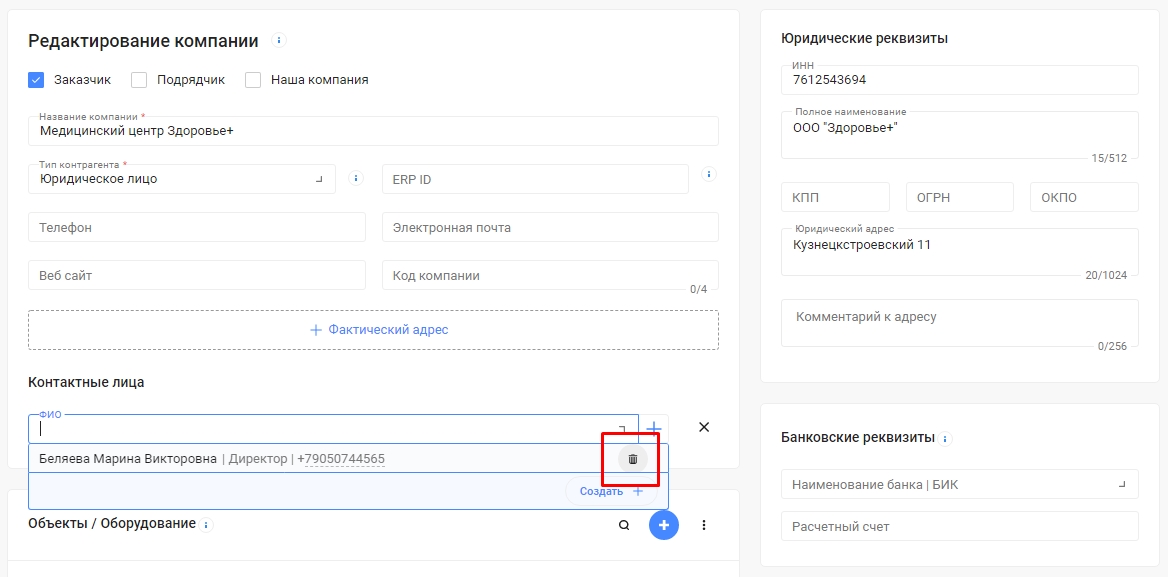 Редактирование компании
Заказчик Подрядчик Наша компания
Название компании *
Медицинский центр Здоровье+
Тип контрагента *
Юридическое лицо
ERP ID
Телефон Электронная почта
Веб сайт Код компании
0/4
+ Фактический адрес
Контактные лица
ФИО
Беляева Марина Викторовна | Директор | +79050744565
Создать +
Объекты / Оборудование
Юридические реквизиты
ИНН
7612543694
Полное наименование
ООО "Здоровье+"
15/512
КПП ОГРН ОКПО
Юридический адрес
Кузнецкстроевский 11
20/1024
Комментарий к адресу
0/256
Банковские реквизиты
Наименование банка | БИК
Расчетный счет